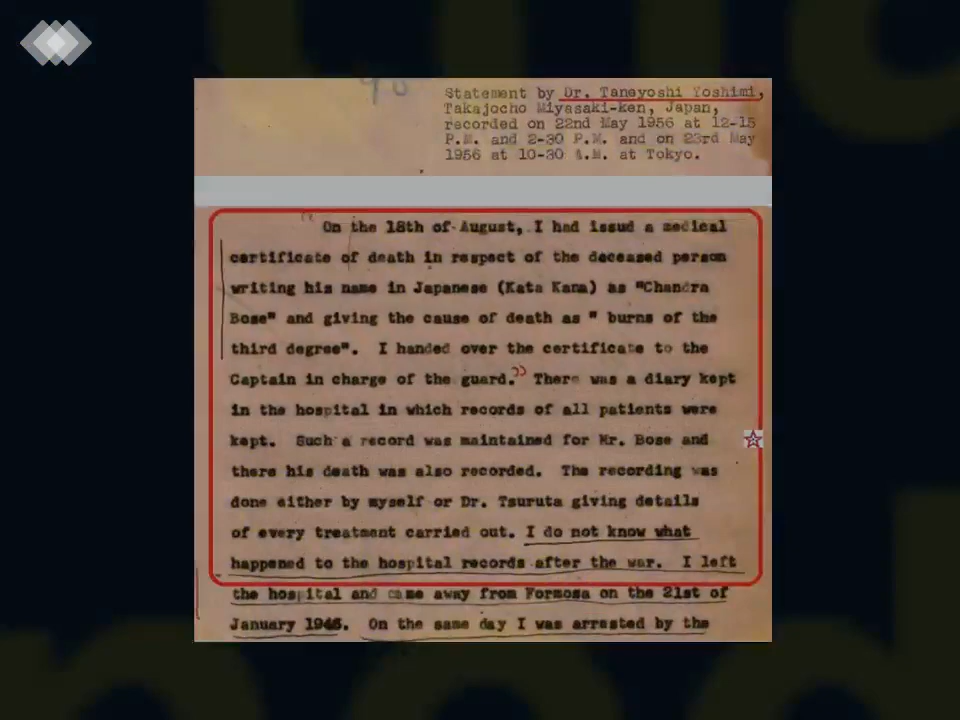 Statement by Dr. Taneyoshi Yoshimi,
Takajocho Miyasaki-ken, Japan,
recorded on 22nd May 1956 at 12-15
P.M. and 2-30 P.M. and on 23rd May
1956 at 10-30 A.M. at Tokyo.
On the 18th of August, I had issud a medical
certificate of death in respect of the deceased person
writing his name in Japanese (Kata Kana) as "Chandra
Bose" and giving the cause of death as " burns of the
third degree". I handed over the certificate to the
Captain in charge of the guard." There was a diary kept
in the hospital in which records of all patients were
kept. Such a record was maintained for Mr. Bose and
there his death was also recorded. The recording was
done either by myself or Dr. Tsuruta giving details
of every treatment carried out. I do not know what
happened to the hospital records after the war. I left
the hospital and came away from Formosa on the 21st of
January 1946. On the same day I was arrested by the